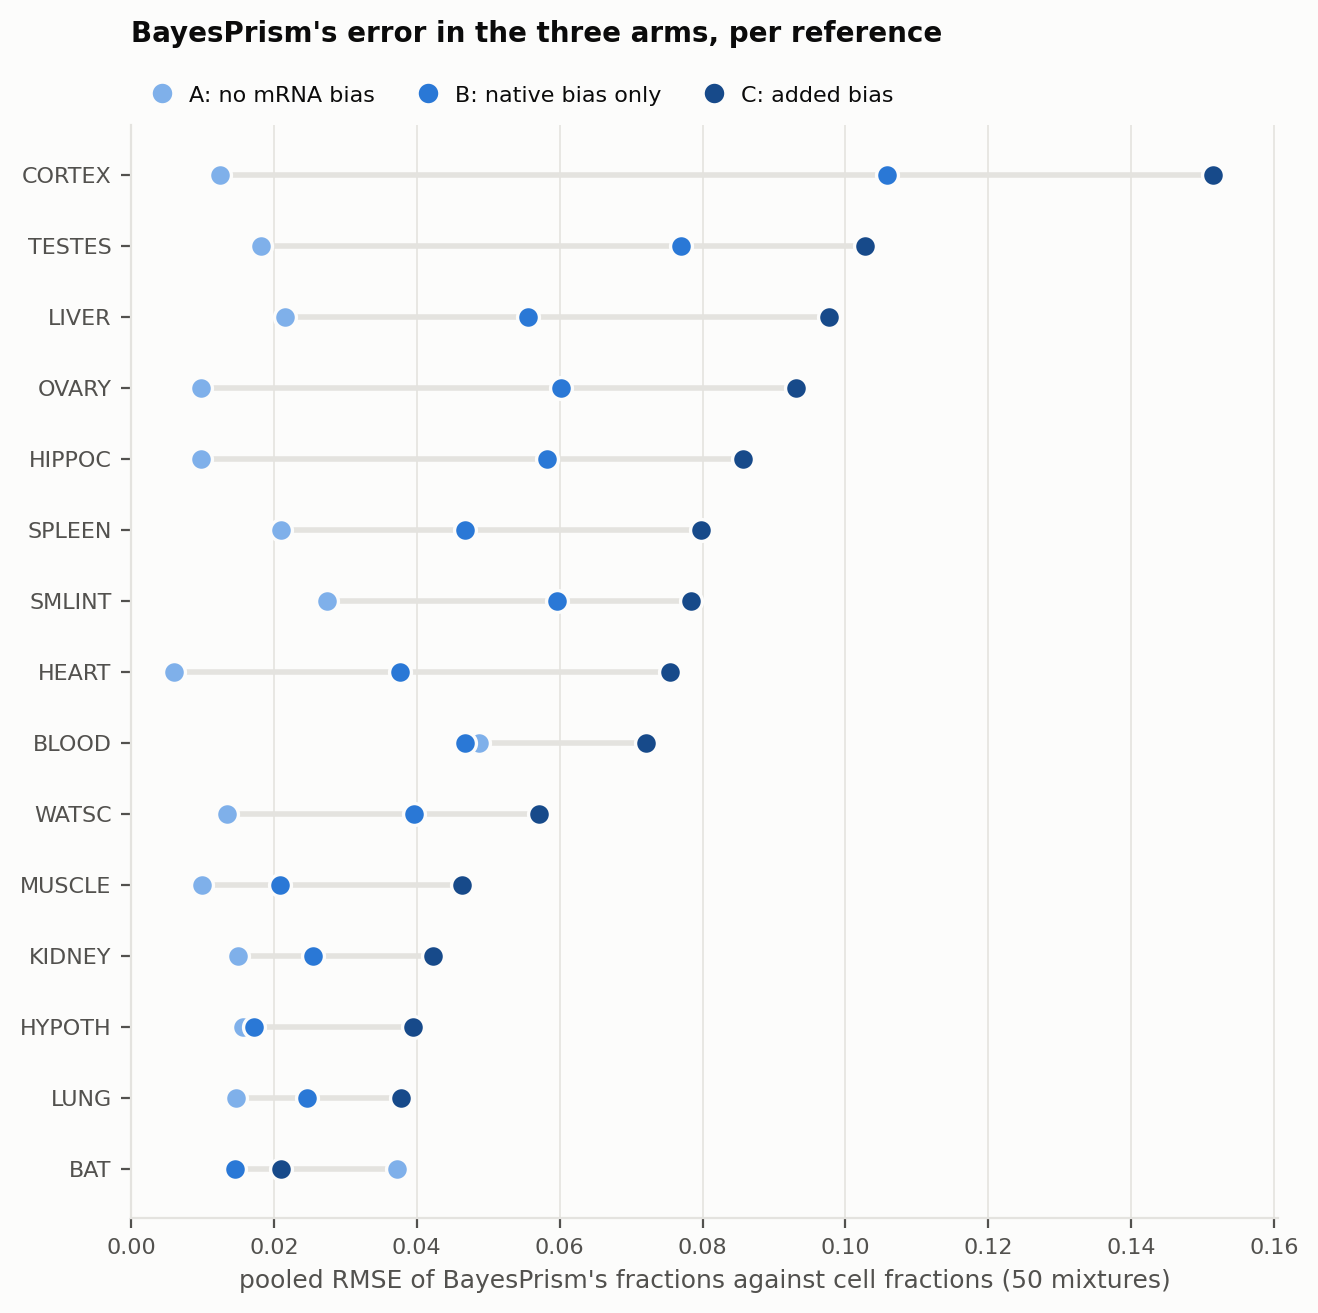 BayesPrism's error in the three arms, per reference
A: no mRNA bias
B: native bias only
C: added bias
CORTEX
TESTES
LIVER
OVARY
HIPPOC
SPLEEN
SMLINT
HEART
BLOOD
WATSC
MUSCLE
KIDNEY
HYPOTH
LUNG
BAT
0.00 0.02 0.04 0.06 0.08 0.10 0.12 0.14 0.16
pooled RMSE of BayesPrism's fractions against cell fractions (50 mixtures)